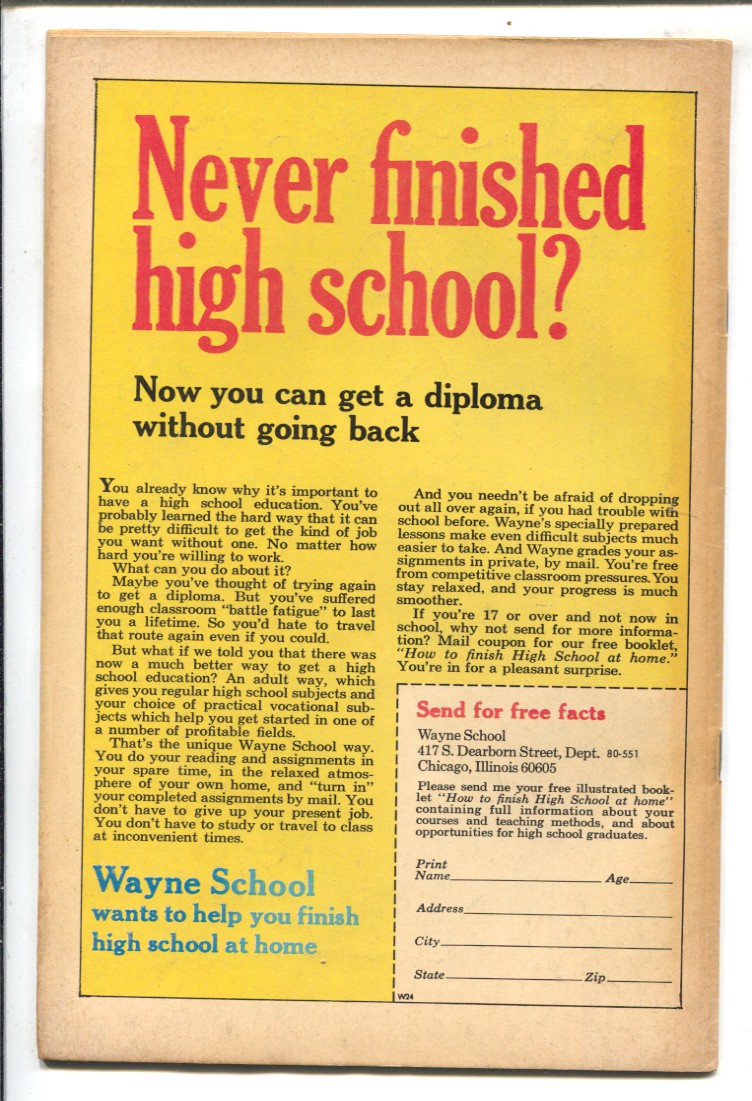 Never finished
high school?
Now you can get a diploma
without going back
You already know why it's important to
have a high school education. You've
probably learned the hard way that it can
be pretty difficult to get the kind of job
you want without one. No matter how
hard you're willing to work.
What can you do about it?
Maybe you've thought of trying again
to get a diploma. But you've suffered
enough classroom "battle fatigue" to last
you a lifetime. So you'd hate to travel
that route again even if you could.
But what if we told you that there was
now a much better way to get a high
school education? An adult way, which
gives you regular high school subjects and
your choice of practical vocational sub-
jects which help you get started in one of
a number of profitable fields.
That's the unique Wayne School way.
You do your reading and assignments in
your spare time, in the relaxed atmos-
phere of your own home, and "turn in"
your completed assignments by mail. You
don't have to give up your present job.
You don't have to study or travel to class
at inconvenient times.
Wayne School
wants to help you finish
high school at home
And you needn't be afraid of dropping
out all over again, if you had trouble with
school before. Wayne's specially prepared
lessons make even difficult subjects much
easier to take. And Wayne grades your as-
signments in private, by mail. You're free
from competitive classroom pressures. You
stay relaxed, and your progress is much
smoother.
If you're 17 or over and not now in
school, why not send for more informa-
tion? Mail coupon for our free booklet,
"How to finish High School at home."
You're in for a pleasant surprise.
Send for free facts
Wayne School
417 S. Dearborn Street, Dept. 80-551
Chicago, Illinois 60605
Please send me your free illustrated book-
let "How to finish High School at home"
containing full information about your
courses and teaching methods, and about
opportunities for high school graduates.
Print
Name Age
Address
City
State Zip
W24